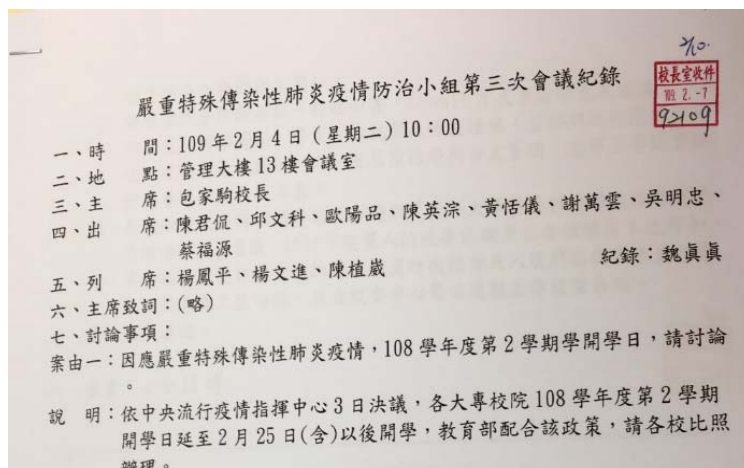 2/10.
校長室收件
109. 2. -7
92109
嚴重特殊傳染性肺炎疫情防治小組第三次會議紀錄
一、時　　間：109年2月4日(星期二)10：00
二、地　　點：管理大樓13樓會議室
三、主　　席：包家駒校長
四、出　　席：陳君侃、邱文科、歐陽品、陳英淙、黃恬儀、謝萬雲、吳明忠、
蔡福源
五、列　　席：楊鳳平、楊文進、陳植崴　　紀錄：魏眞眞
六、主席致詞：(略)
七、討論事項：
案由一：因應嚴重特殊傳染性肺炎疫情，108學年度第2學期學開學日，請討論
。
說　明：依中央流行疫情指揮中心3日決議，各大專校院108學年度第2學期
開學日延至2月25日(含)以後開學，教育部配合該政策，請各校比照
辦理。